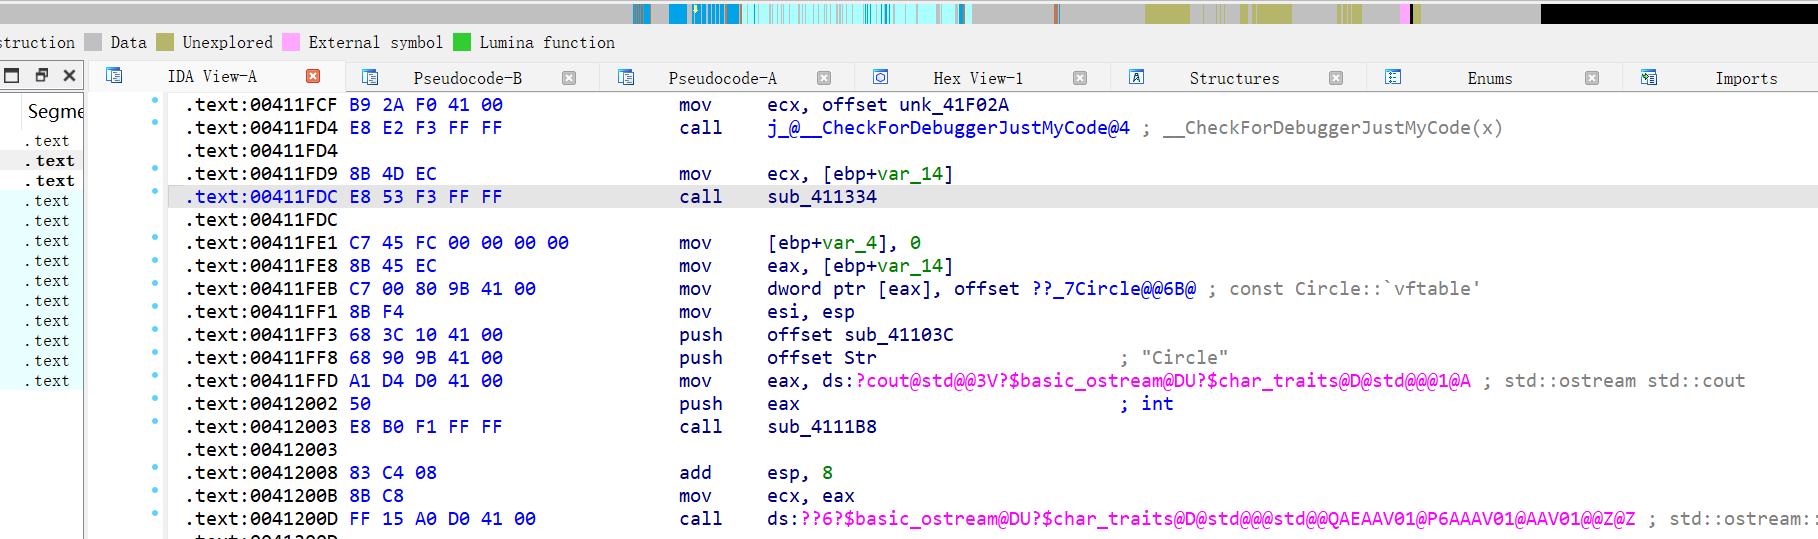 struction Data Unexplored External symbol Lumina function
IDA View-A Pseudocode-B Pseudocode-A Hex View-1 Structures Enums Imports
Segme
.text
.text
.text
.text
.text
.text
.text
.text
.text
.text
.text
.text
.text
.text:00411FCF B9 2A F0 41 00 mov ecx, offset unk_41F02A
.text:00411FD4 E8 E2 F3 FF FF call j_@__CheckForDebuggerJustMyCode@4 ; __CheckForDebuggerJustMyCode(x)
.text:00411FD4
.text:00411FD9 8B 4D EC mov ecx, [ebp+var_14]
.text:00411FDC E8 53 F3 FF FF call sub_411334
.text:00411FDC
.text:00411FE1 C7 45 FC 00 00 00 00 mov [ebp+var_4], 0
.text:00411FE8 8B 45 EC mov eax, [ebp+var_14]
.text:00411FEB C7 00 80 9B 41 00 mov dword ptr [eax], offset ??_7Circle@@6B@ ; const Circle::`vftable'
.text:00411FF1 8B F4 mov esi, esp
.text:00411FF3 68 3C 10 41 00 push offset sub_41103C
.text:00411FF8 68 90 9B 41 00 push offset Str ; "Circle"
.text:00411FFD A1 D4 D0 41 00 mov eax, ds:?cout@std@@3V?$basic_ostream@DU?$char_traits@D@std@@@1@A ; std::ostream std::cout
.text:00412002 50 push eax ; int
.text:00412003 E8 B0 F1 FF FF call sub_4111B8
.text:00412003
.text:00412008 83 C4 08 add esp, 8
.text:0041200B 8B C8 mov ecx, eax
.text:0041200D FF 15 A0 D0 41 00 call ds:??6?$basic_ostream@DU?$char_traits@D@std@@@std@@QAEAAV01@P6AAAV01@AAV01@@Z@Z ; std::ostream::